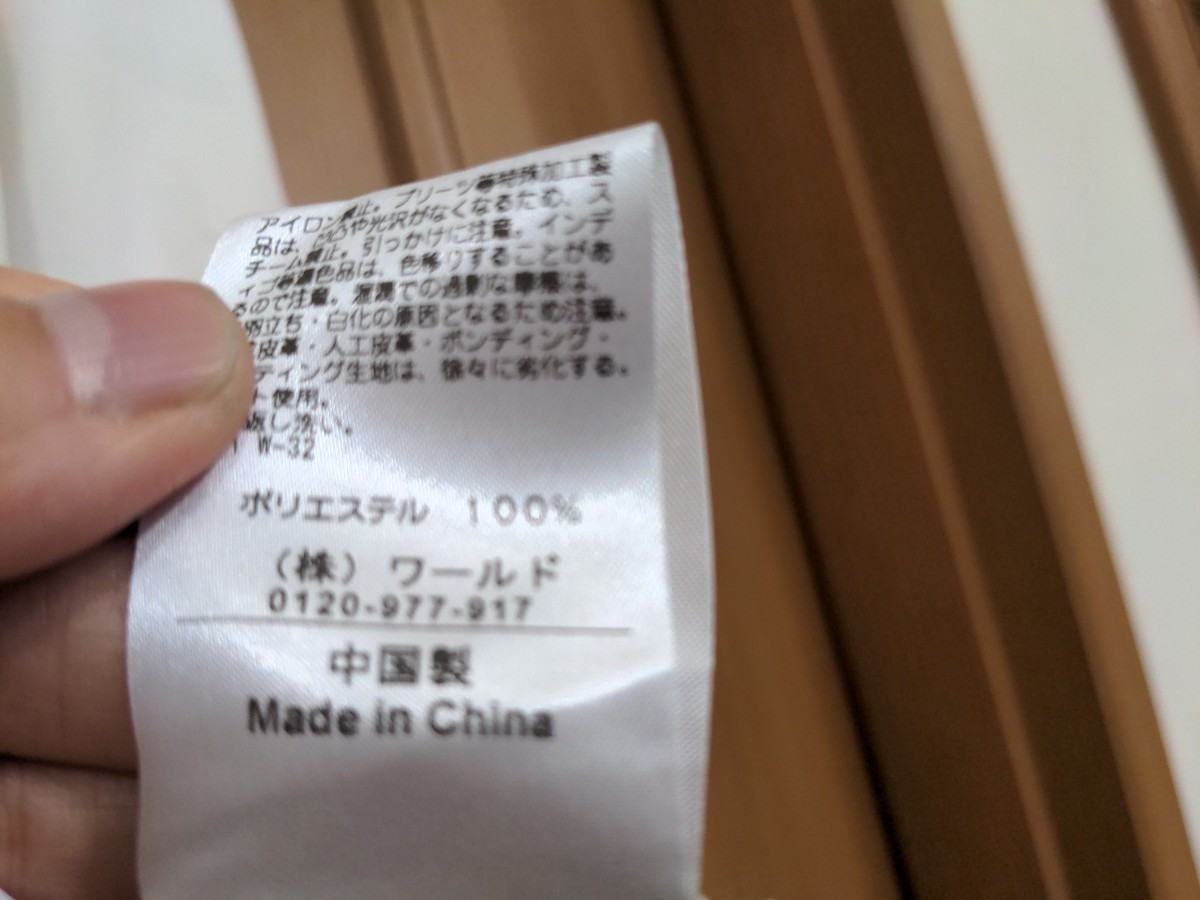 アイロン禁止。プリーツ等特殊加工製
品は、ヒダや光沢がなくなるため、ス
チーム禁止。引っかけに注意。インデ
ィゴ等濃色品は、色移りすることがあ
るので注意。湿潤での過剰な摩擦は、
毛羽立ち・白化の原因となるため注意。
皮革・人工皮革・ボンディング・
ティング生地は、徐々に劣化する。
ト使用。
返し洗い。
W-32
ポリエステル 100%
(株) ワールド
0120-977-917
中国製
Made in China